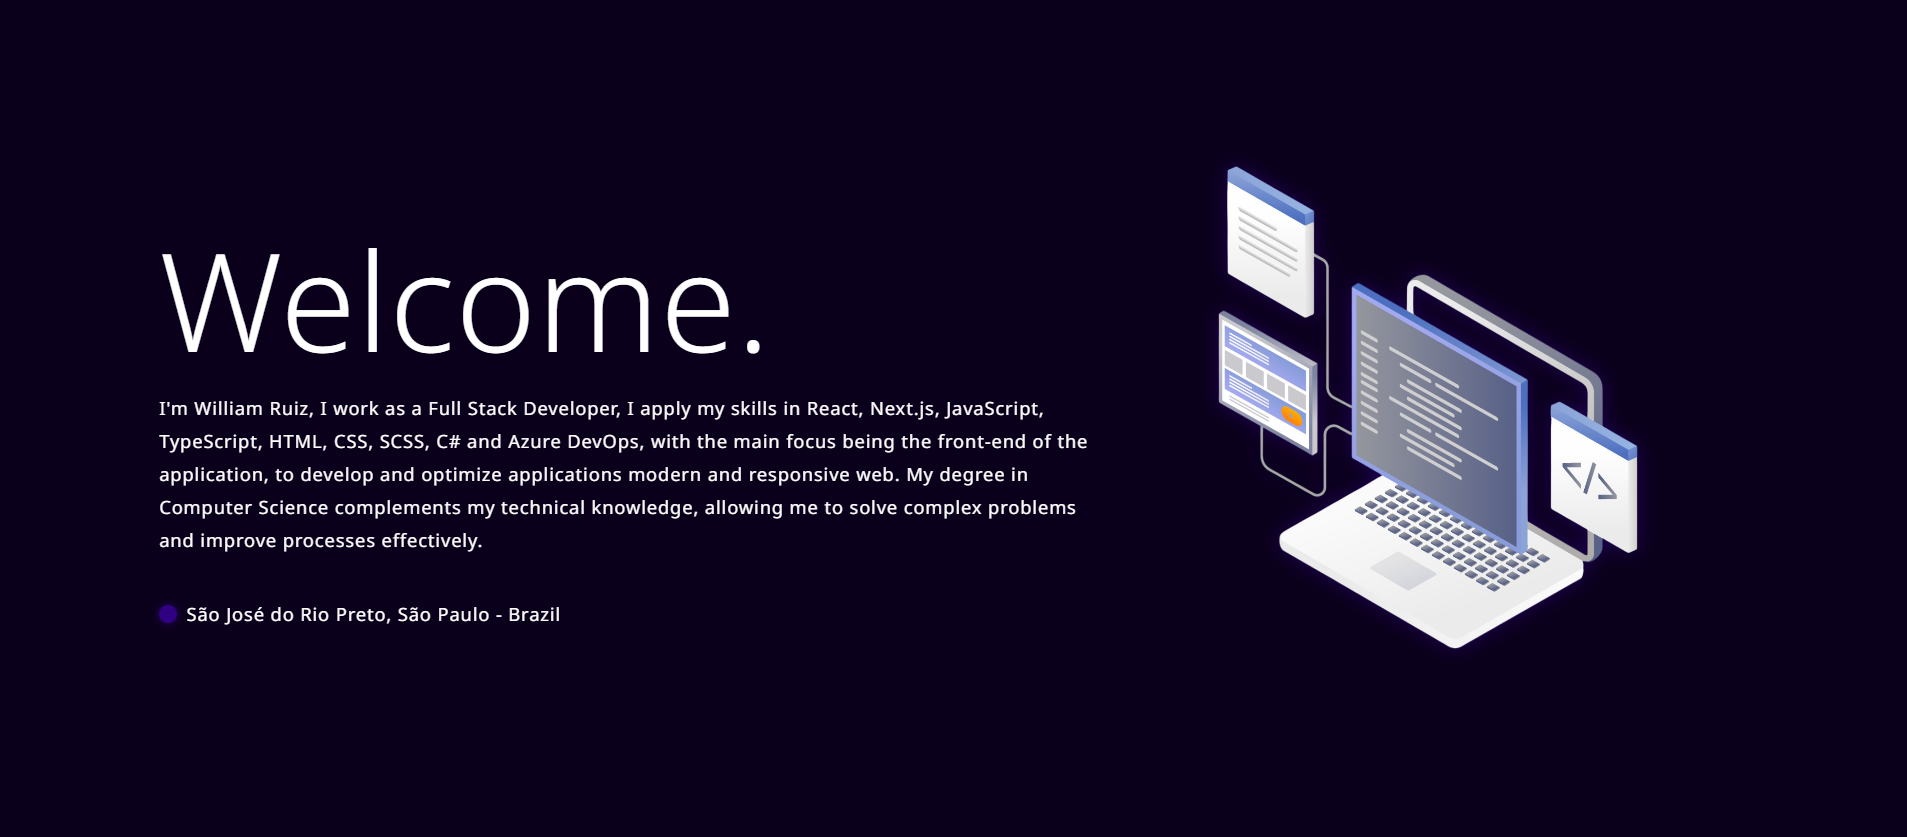 Welcome.
I'm William Ruiz, I work as a Full Stack Developer, I apply my skills in React, Next.js, JavaScript,
TypeScript, HTML, CSS, SCSS, C# and Azure DevOps, with the main focus being the front-end of the
application, to develop and optimize applications modern and responsive web. My degree in
Computer Science complements my technical knowledge, allowing me to solve complex problems
and improve processes effectively.
São José do Rio Preto, São Paulo - Brazil
</>